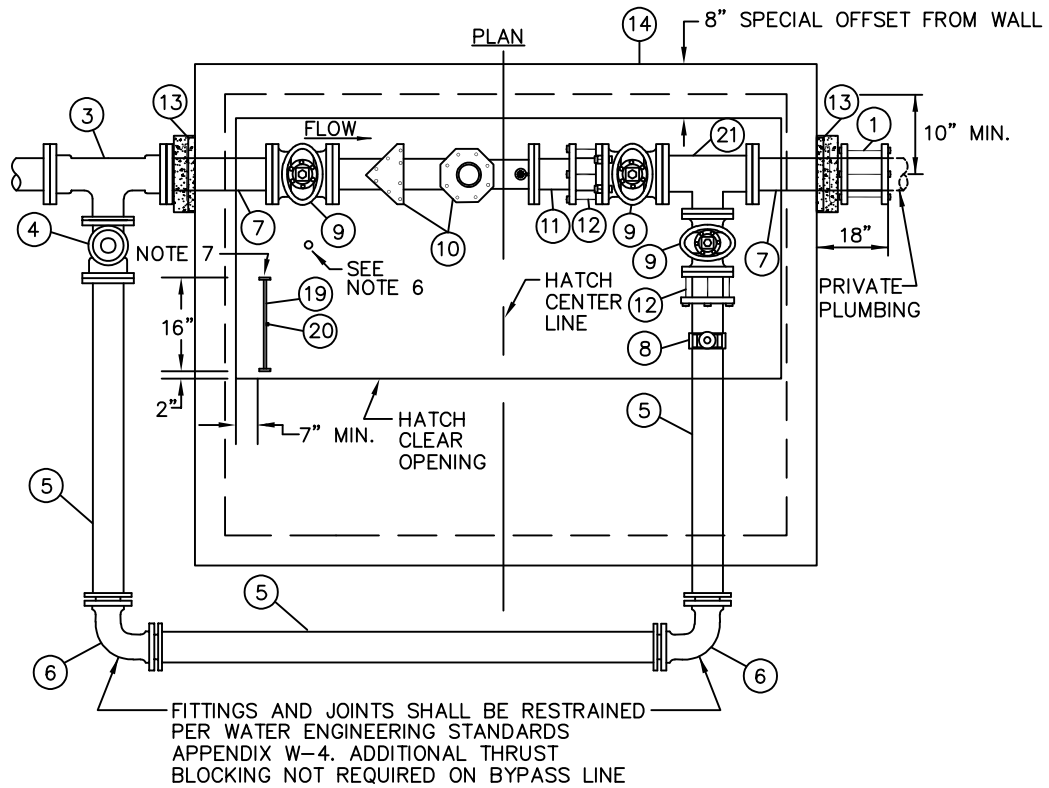 14
8” SPECIAL OFFSET FROM WALL
PLAN
3
13
FLOW
21
13
1
10” MIN.
4
7
9
10
11
12
9
9
7
18”
NOTE 7
SEE
NOTE 6
19
20
HATCH
CENTER
LINE
12
8
PRIVATE
PLUMBING
16”
2”
7” MIN.
HATCH
CLEAR
OPENING
5
5
5
6
6
FITTINGS AND JOINTS SHALL BE RESTRAINED
PER WATER ENGINEERING STANDARDS
APPENDIX W–4. ADDITIONAL THRUST
BLOCKING NOT REQUIRED ON BYPASS LINE